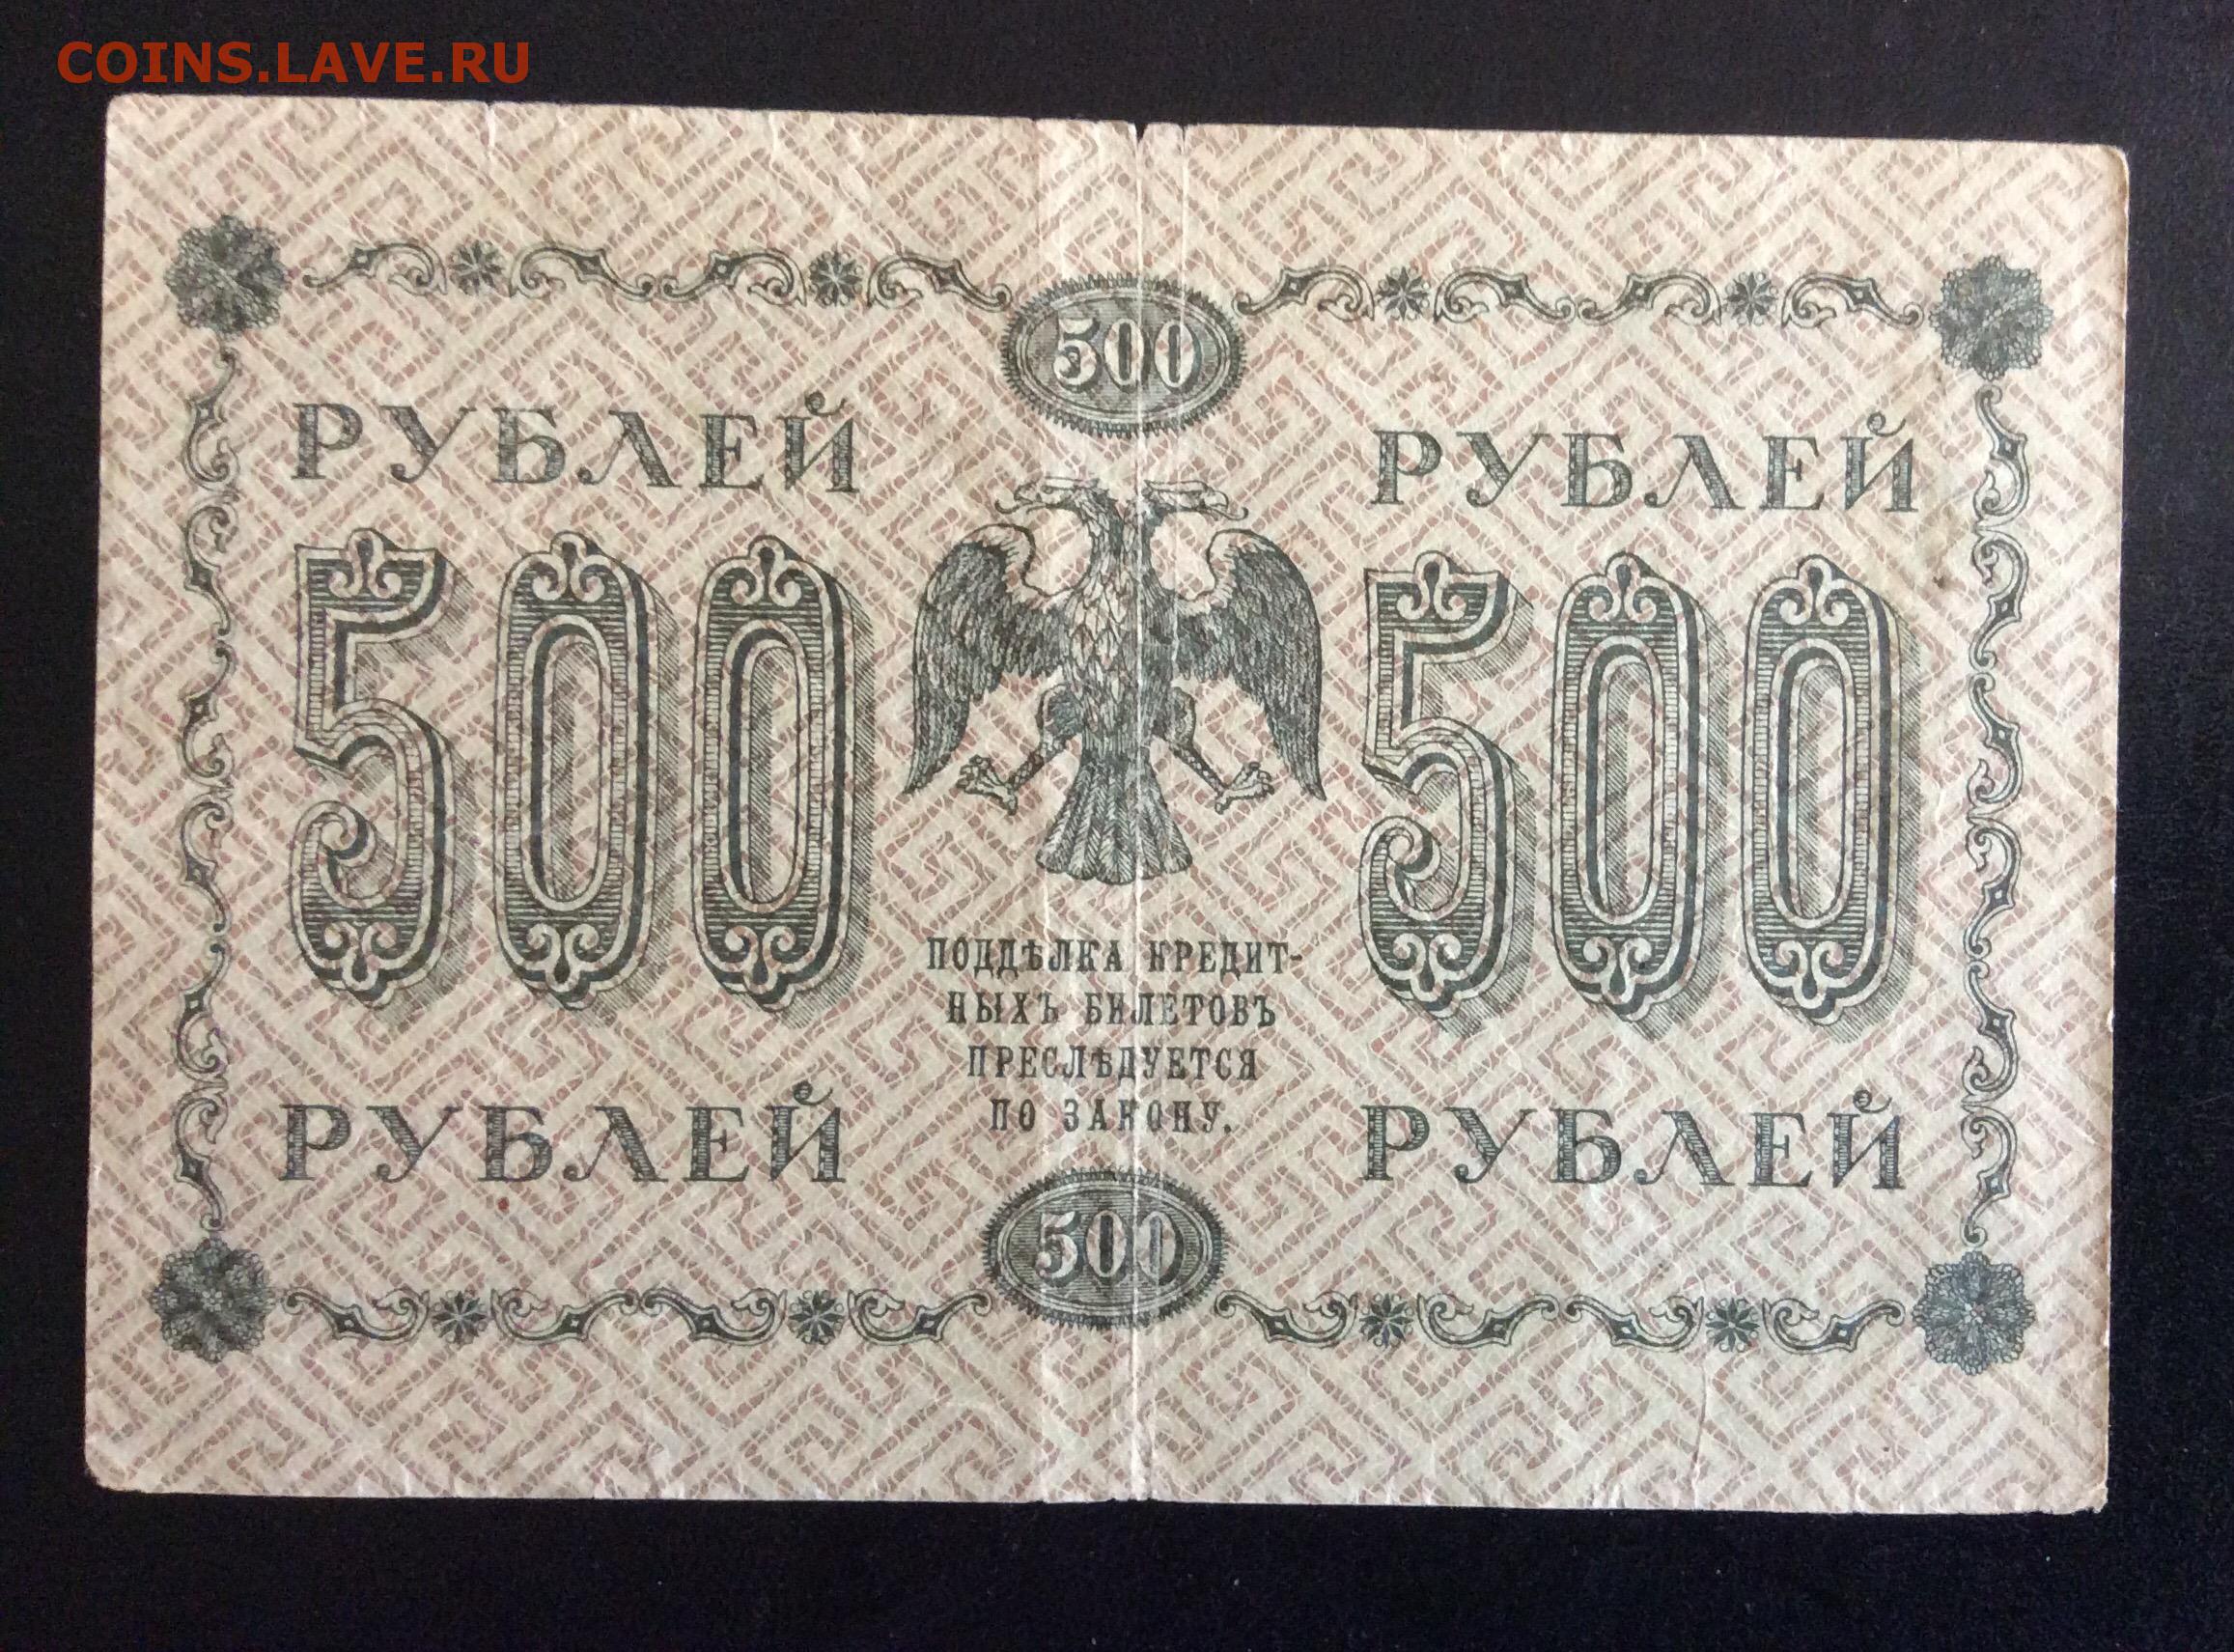 COINS.LAVE.RU
500
РУБЛЕЙ РУБЛЕЙ
500 500
ПОДДѢЛКА КРЕДИТ-
НЫХЪ БИЛЕТОВЪ
ПРЕСЛѢДУЕТСЯ
ПО ЗАКОНУ.
РУБЛЕЙ РУБЛЕЙ
500